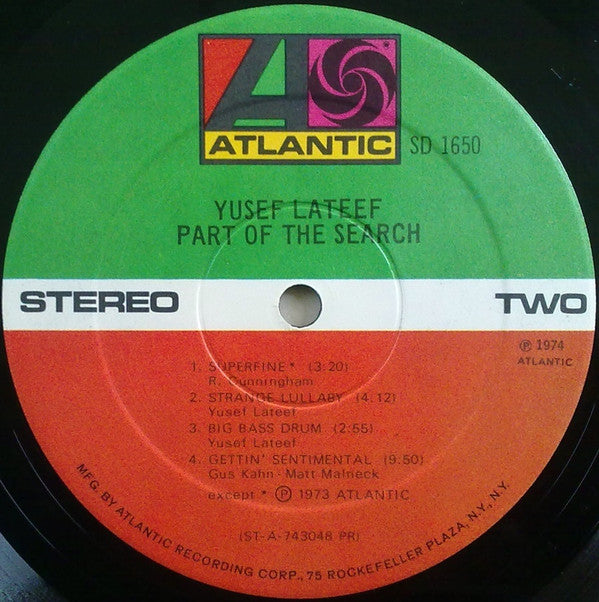 ATLANTIC
SD 1650
YUSEF LATEEF
PART OF THE SEARCH
STEREO
TWO
℗ 1974
ATLANTIC
1. SUPERFINE* (3:20)
R. Cunningham
2. STRANGE LULLABY (4.12)
Yusef Lateef
3. BIG BASS DRUM (2:55)
Yusef Lateef
4. GETTIN' SENTIMENTAL (9.50)
Gus Kahn - Matt Malneck
except * ℗ 1973 ATLANTIC
(ST-A-743048 PR)
MFG. BY ATLANTIC RECORDING CORP., 75 ROCKEFELLER PLAZA, N.Y., N.Y.